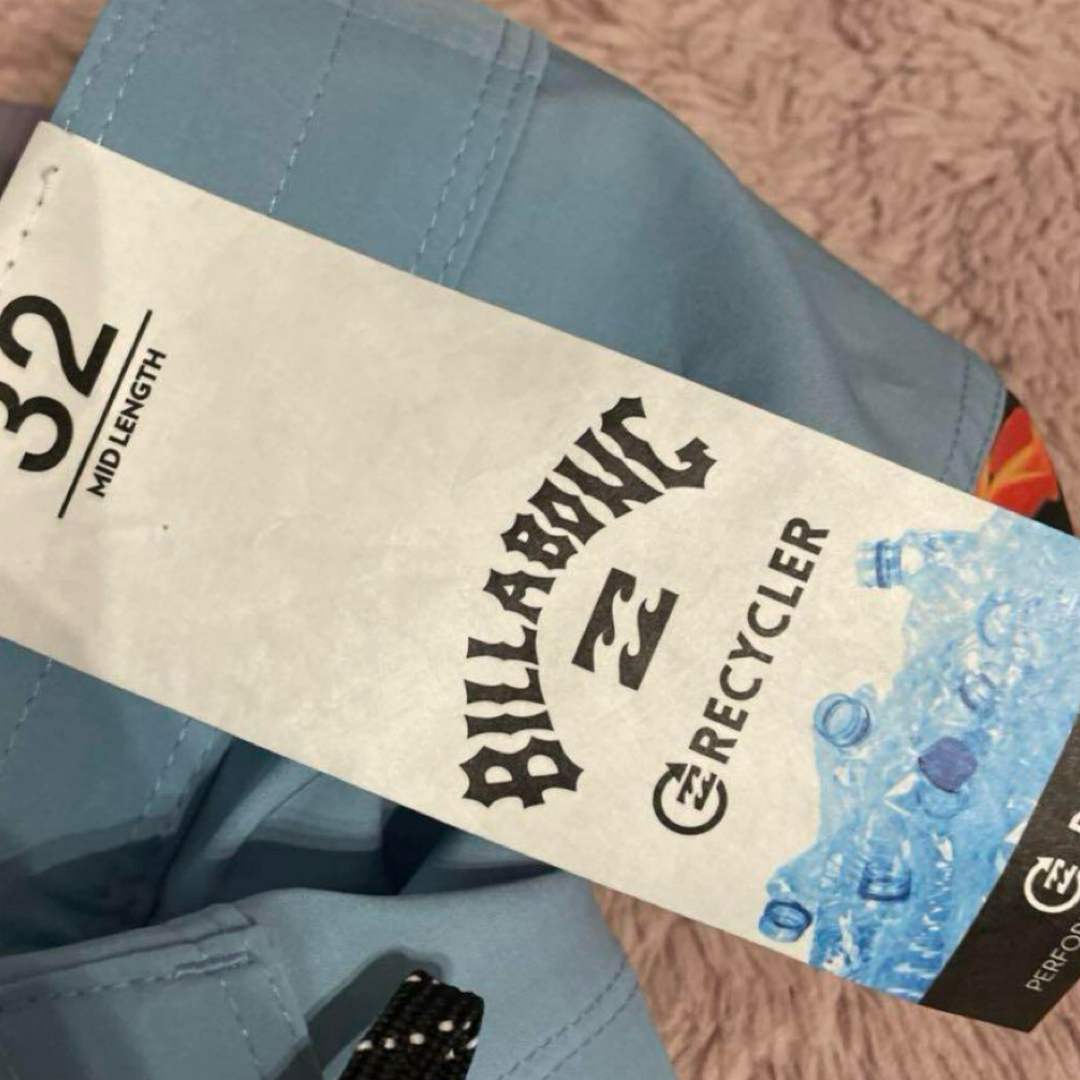 32
MID LENGTH
BILLABONG
RECYCLER